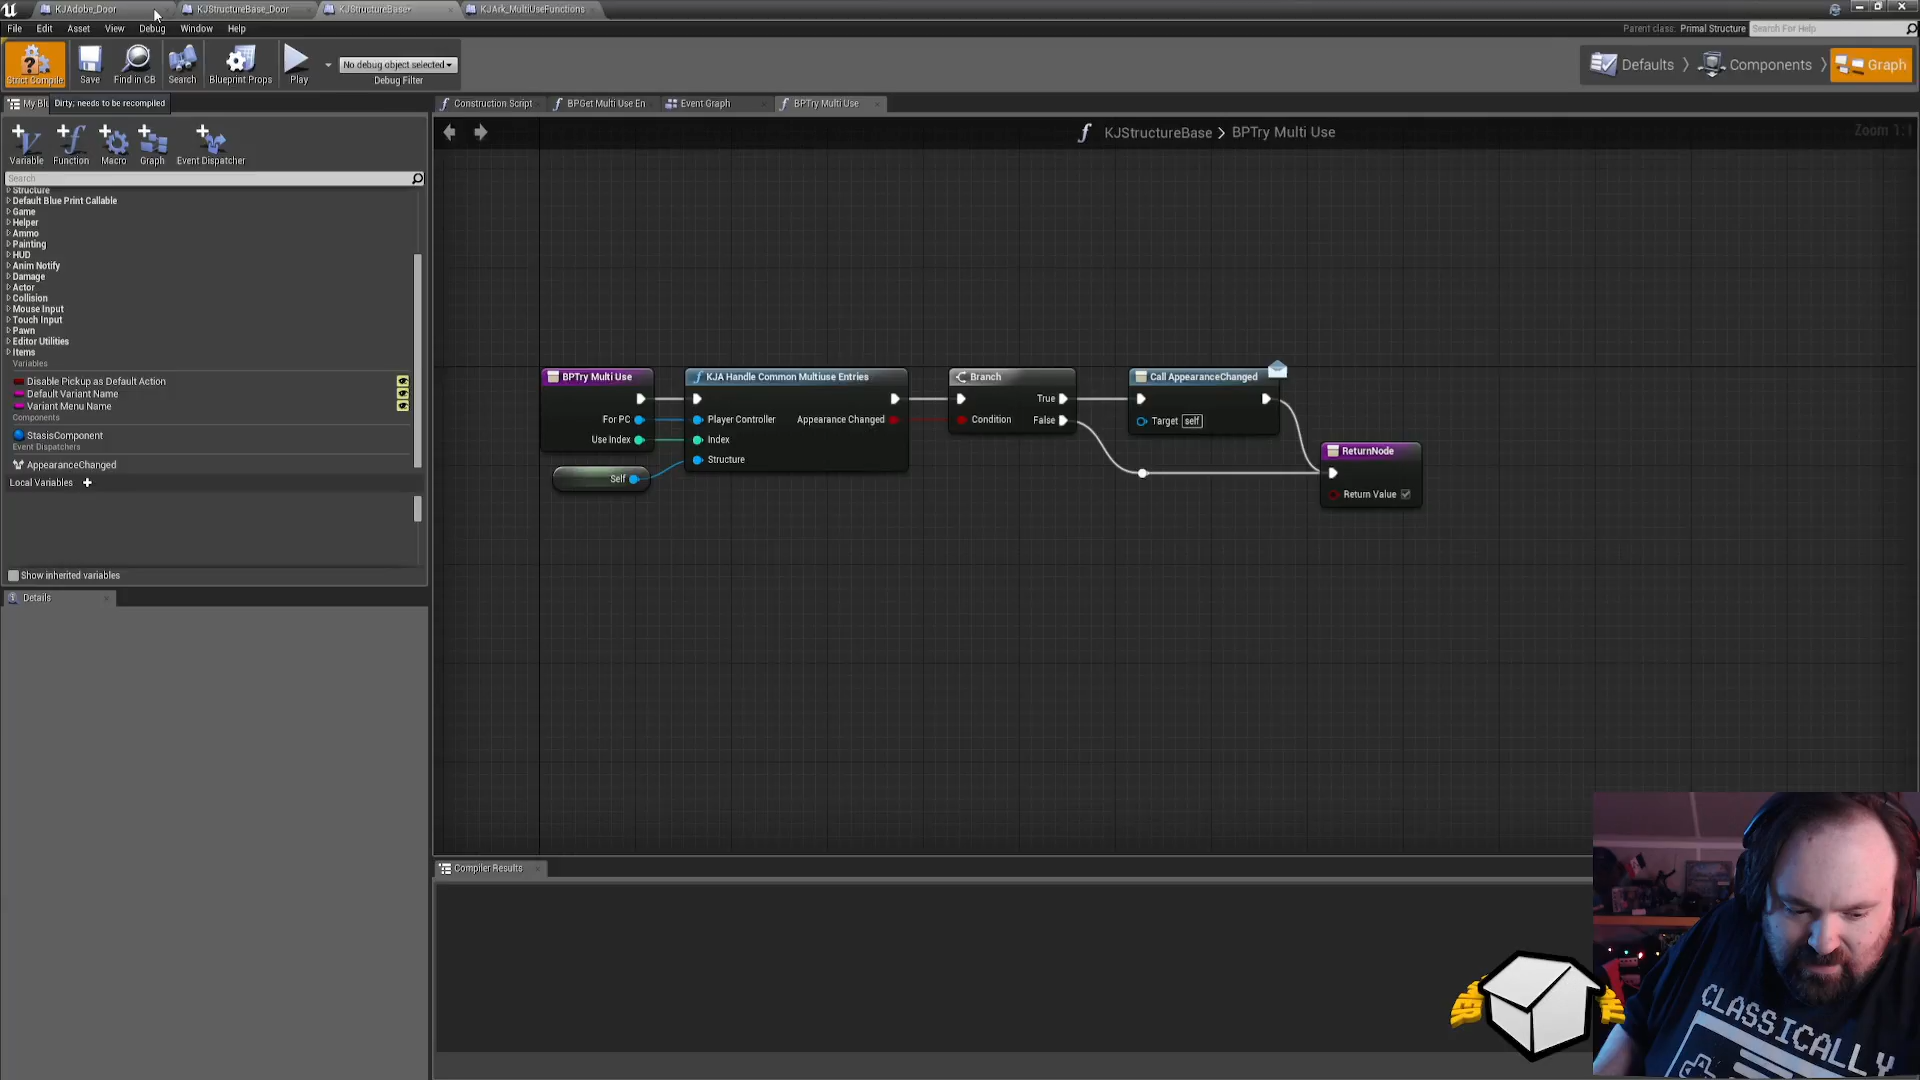 KJAdobe_Door
KJStructureBase_Door
KJStructureBase*
KJArk_MultiUseFunctions
File
Edit
Asset
View
Debug
Window
Help
Parent class: Primal Structure
Search For Help
Strict Compile
Save
Find in CB
Search
Blueprint Props
Play
No debug object selected
Debug Filter
Defaults
Components
Graph
My Bl
Dirty; needs to be recompiled
Construction Script
BPGet Multi Use En
Event Graph
BPTry Multi Use
Variable
Function
Macro
Graph
Event Dispatcher
KJStructureBase > BPTry Multi Use
Zoom 1:1
Search
Structure
Default Blue Print Callable
Game
Helper
Ammo
Painting
HUD
Anim Notify
Damage
Actor
Collision
Mouse Input
Touch Input
Pawn
Editor Utilities
Items
Variables
Disable Pickup as Default Action
Default Variant Name
Variant Menu Name
Components
StasisComponent
Event Dispatchers
AppearanceChanged
Local Variables
Show inherited variables
Details
BPTry Multi Use
For PC
Use Index
Self
KJA Handle Common Multiuse Entries
Player Controller
Appearance Changed
Index
Structure
Branch
True
Condition
False
Call AppearanceChanged
Target self
ReturnNode
Return Value
Compiler Results
CLASSICALLY